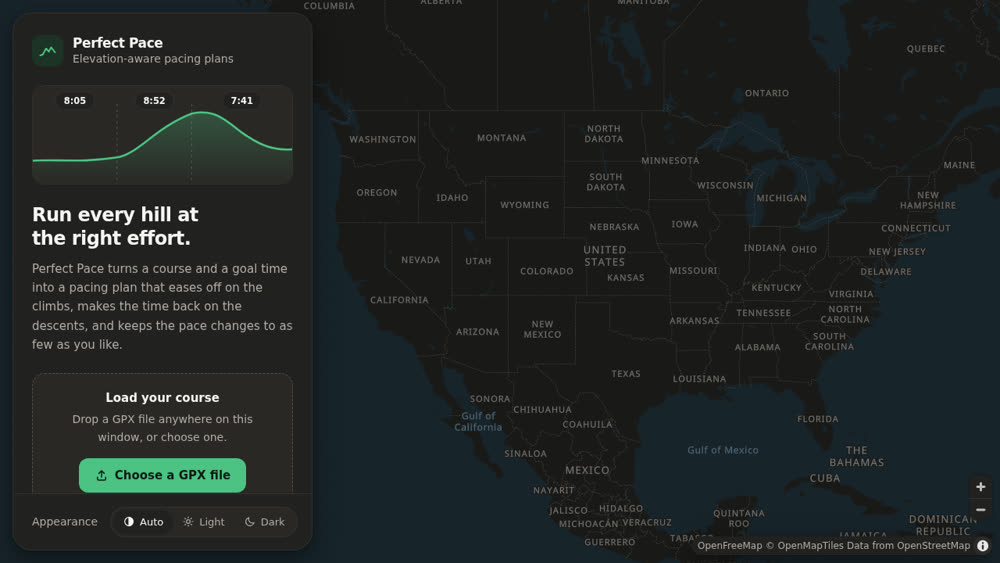 Perfect Pace
Elevation-aware pacing plans
8:05
8:52
7:41
Run every hill at
the right effort.
Perfect Pace turns a course and a goal time
into a pacing plan that eases off on the
climbs, makes the time back on the
descents, and keeps the pace changes to as
few as you like.
Load your course
Drop a GPX file anywhere on this
window, or choose one.
Choose a GPX file
Appearance
Auto
Light
Dark
COLUMBIA
ALBERTA
MANITOBA
QUEBEC
ONTARIO
WASHINGTON
MONTANA
NORTH
DAKOTA
MINNESOTA
MAINE
SOUTH
DAKOTA
WISCONSIN
MICHIGAN
OREGON
IDAHO
WYOMING
NEW
HAMPSHIRE
NEBRASKA
IOWA
CONNECTICUT
NEVADA
UTAH
COLORADO
UNITED
STATES
KANSAS
MISSOURI
INDIANA
OHIO
NEW JERSEY
DELAWARE
CALIFORNIA
KENTUCKY
VIRGINIA
ARIZONA
NEW
MEXICO
ARKANSAS
TENNESSEE
NORTH
CAROLINA
SOUTH
CAROLINA
ALABAMA
TEXAS
LOUISIANA
SONORA
CHIHUAHUA
Gulf of
California
COAHUILA
FLORIDA
SINALOA
Gulf of Mexico
THE
BAHAMAS
MEXICO
CUBA
NAYARIT
JALISCO
HIDALGO
MICHOACÁN
VERACRUZ
QUINTANA
ROO
DOMINICAN
REPUBLIC
GUERRERO
JAMAICA
OpenFreeMap © OpenMapTiles Data from OpenStreetMap